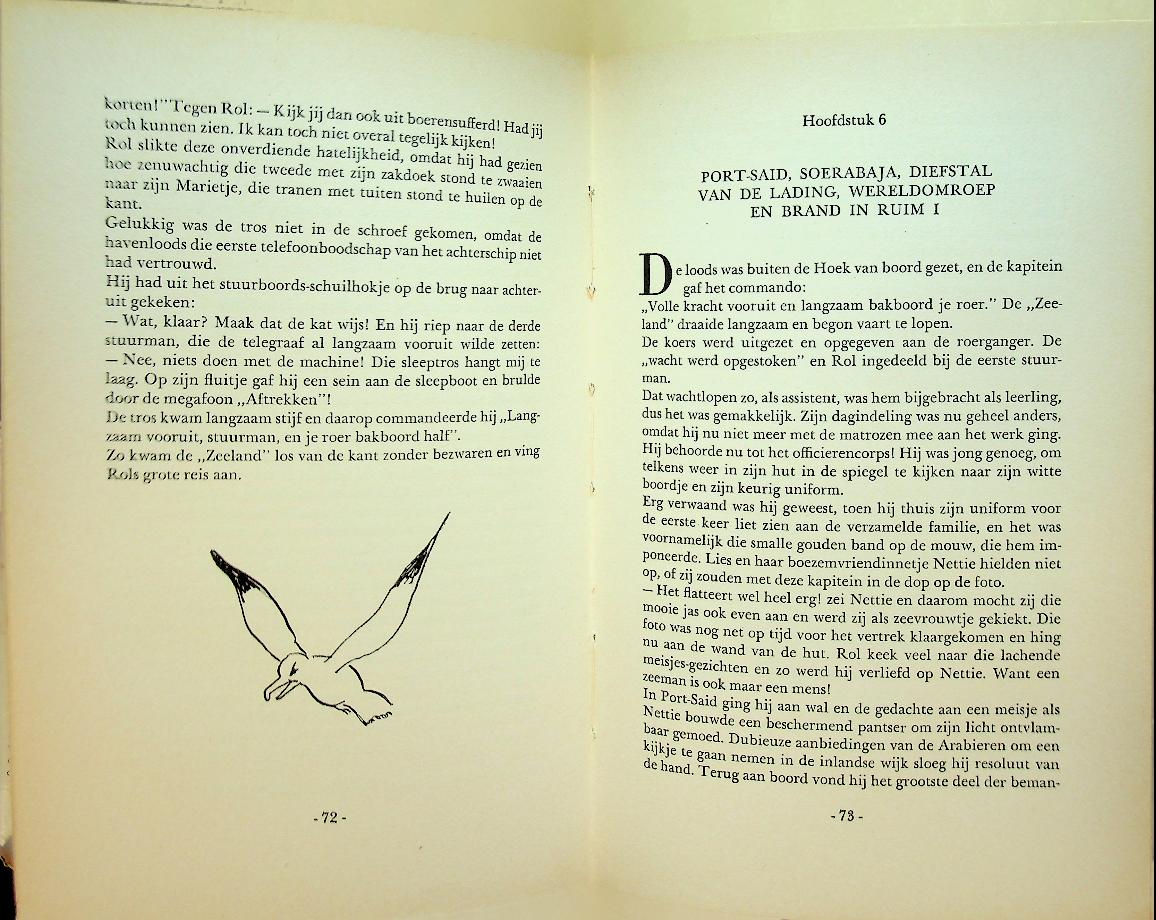 korten!" Tegen Rol: — Kijk jij dan ook uit boerensufferd! Had jij
toch kunnen zien. Ik kan toch niet overal tegelijk kijken!
Rol slikte deze onverdiende hatelijkheid, omdat hij had gezien
hoe zenuwachtig die tweede met zijn zakdoek stond te zwaaien
naar zijn Marietje, die tranen met tuiten stond te huilen op de
kant.
Gelukkig was de tros niet in de schroef gekomen, omdat de
havenloods die eerste telefoonboodschap van het achterschip niet
had vertrouwd.
Hij had uit het stuurboords-schuilhokje op de brug naar achter-
uit gekeken:
— Wat, klaar? Maak dat de kat wijs! En hij riep naar de derde
stuurman, die de telegraaf al langzaam vooruit wilde zetten:
— Nee, niets doen met de machine! Die sleeptros hangt mij te
laag. Op zijn fluitje gaf hij een sein aan de sleepboot en brulde
door de megafoon „Aftrekken"!
De tros kwam langzaam stijf en daarop commandeerde hij „Lang-
zaam vooruit, stuurman, en je roer bakboord half".
Zo kwam de „Zeeland" los van de kant zonder bezwaren en ving
Rols grote reis aan.
- 72 -
Hoofdstuk 6
PORT-SAID, SOERABAJA, DIEFSTAL
VAN DE LADING, WERELDOMROEP
EN BRAND IN RUIM I
De loods was buiten de Hoek van boord gezet, en de kapitein
gaf het commando:
„Volle kracht vooruit en langzaam bakboord je roer." De „Zee-
land" draaide langzaam en begon vaart te lopen.
De koers werd uitgezet en opgegeven aan de roerganger. De
„wacht werd opgestoken" en Rol ingedeeld bij de eerste stuur-
man.
Dat wachtlopen zo, als assistent, was hem bijgebracht als leerling,
dus het was gemakkelijk. Zijn dagindeling was nu geheel anders,
omdat hij nu niet meer met de matrozen mee aan het werk ging.
Hij behoorde nu tot het officierencorps! Hij was jong genoeg, om
telkens weer in zijn hut in de spiegel te kijken naar zijn witte
boordje en zijn keurig uniform.
Erg verwaand was hij geweest, toen hij thuis zijn uniform voor
de eerste keer liet zien aan de verzamelde familie, en het was
voornamelijk die smalle gouden band op de mouw, die hem im-
poneerde. Lies en haar boezemvriendinnetje Nettie hielden niet
op, of zij zouden met deze kapitein in de dop op de foto.
— Het flatteert wel heel erg! zei Nettie en daarom mocht zij die
mooie jas ook even aan en werd zij als zeevrouwtje gekiekt. Die
foto was nog net op tijd voor het vertrek klaargekomen en hing
nu aan de wand van de hut. Rol keek veel naar die lachende
meisjes-gezichten en zo werd hij verliefd op Nettie. Want een
zeeman is ook maar een mens!
In Port-Said ging hij aan wal en de gedachte aan een meisje als
Nettie bouwde een beschermend pantser om zijn licht ontvlam-
baar gemoed. Dubieuze aanbiedingen van de Arabieren om een
kijkje te gaan nemen in de inlandse wijk sloeg hij resoluut van
de hand. Terug aan boord vond hij het grootste deel der beman-
- 73 -